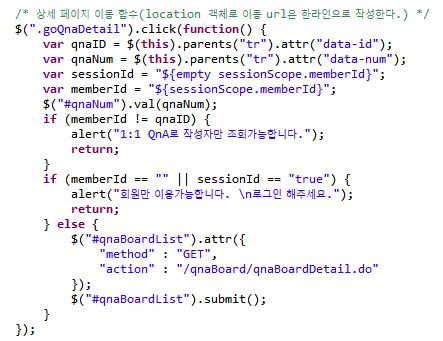 /* 상세 페이지 이동 함수(location 객체로 이동 url은 한라인으로 작성한다.) */
$(".goQnaDetail").click(function() {
    var qnaID = $(this).parents("tr").attr("data-id");
    var qnaNum = $(this).parents("tr").attr("data-num");
    var sessionId = "${empty sessionScope.memberId}";
    var memberId = "${sessionScope.memberId}";
    $("#qnaNum").val(qnaNum);
    if (memberId != qnaID) {
        alert("1:1 QnA로 작성자만 조회가능합니다.");
        return;
    }
    if (memberId == "" || sessionId == "true") {
        alert("회원만 이용가능합니다. \n로그인 해주세요.");
        return;
    } else {
        $("#qnaBoardList").attr({
            "method" : "GET",
            "action" : "/qnaBoard/qnaBoardDetail.do"
        });
        $("#qnaBoardList").submit();
    }
});